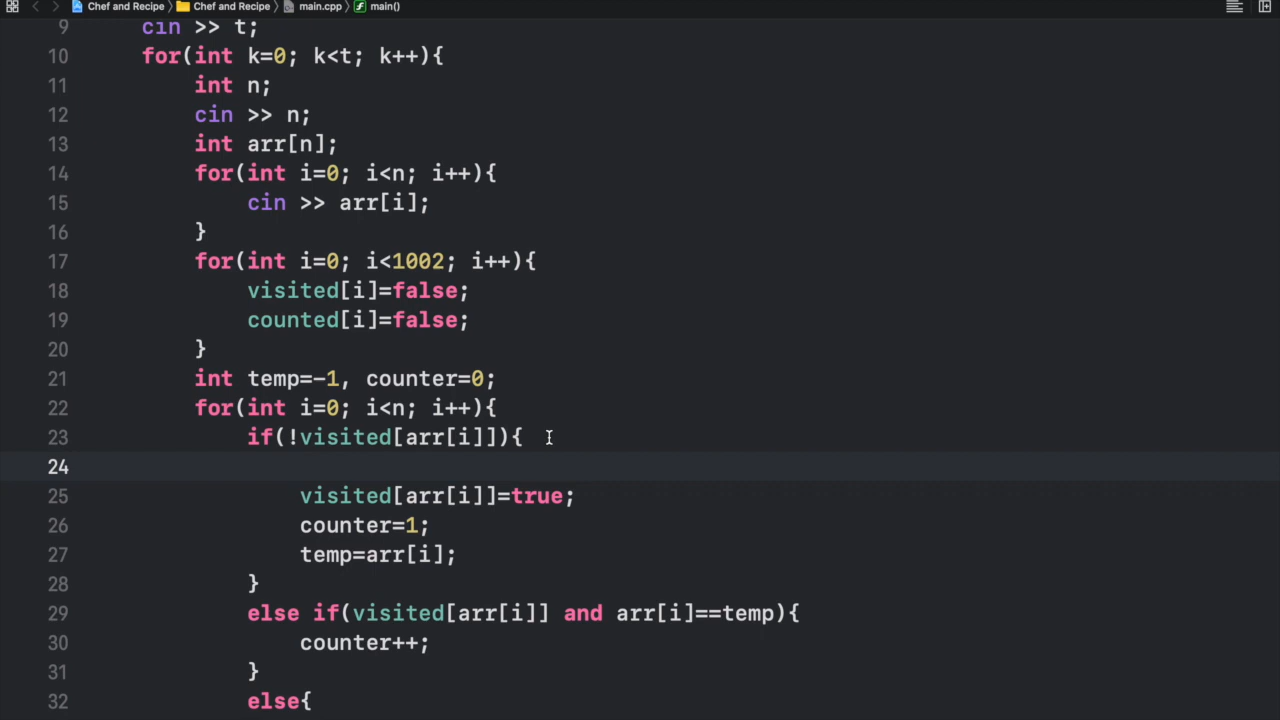 Chef and Recipe Chef and Recipe main.cpp main()
9 cin >> t;
10 for(int k=0; k<t; k++){
11 int n;
12 cin >> n;
13 int arr[n];
14 for(int i=0; i<n; i++){
15 cin >> arr[i];
16 }
17 for(int i=0; i<1002; i++){
18 visited[i]=false;
19 counted[i]=false;
20 }
21 int temp=-1, counter=0;
22 for(int i=0; i<n; i++){
23 if(!visited[arr[i]]){
24
25 visited[arr[i]]=true;
26 counter=1;
27 temp=arr[i];
28 }
29 else if(visited[arr[i]] and arr[i]==temp){
30 counter++;
31 }
32 else{